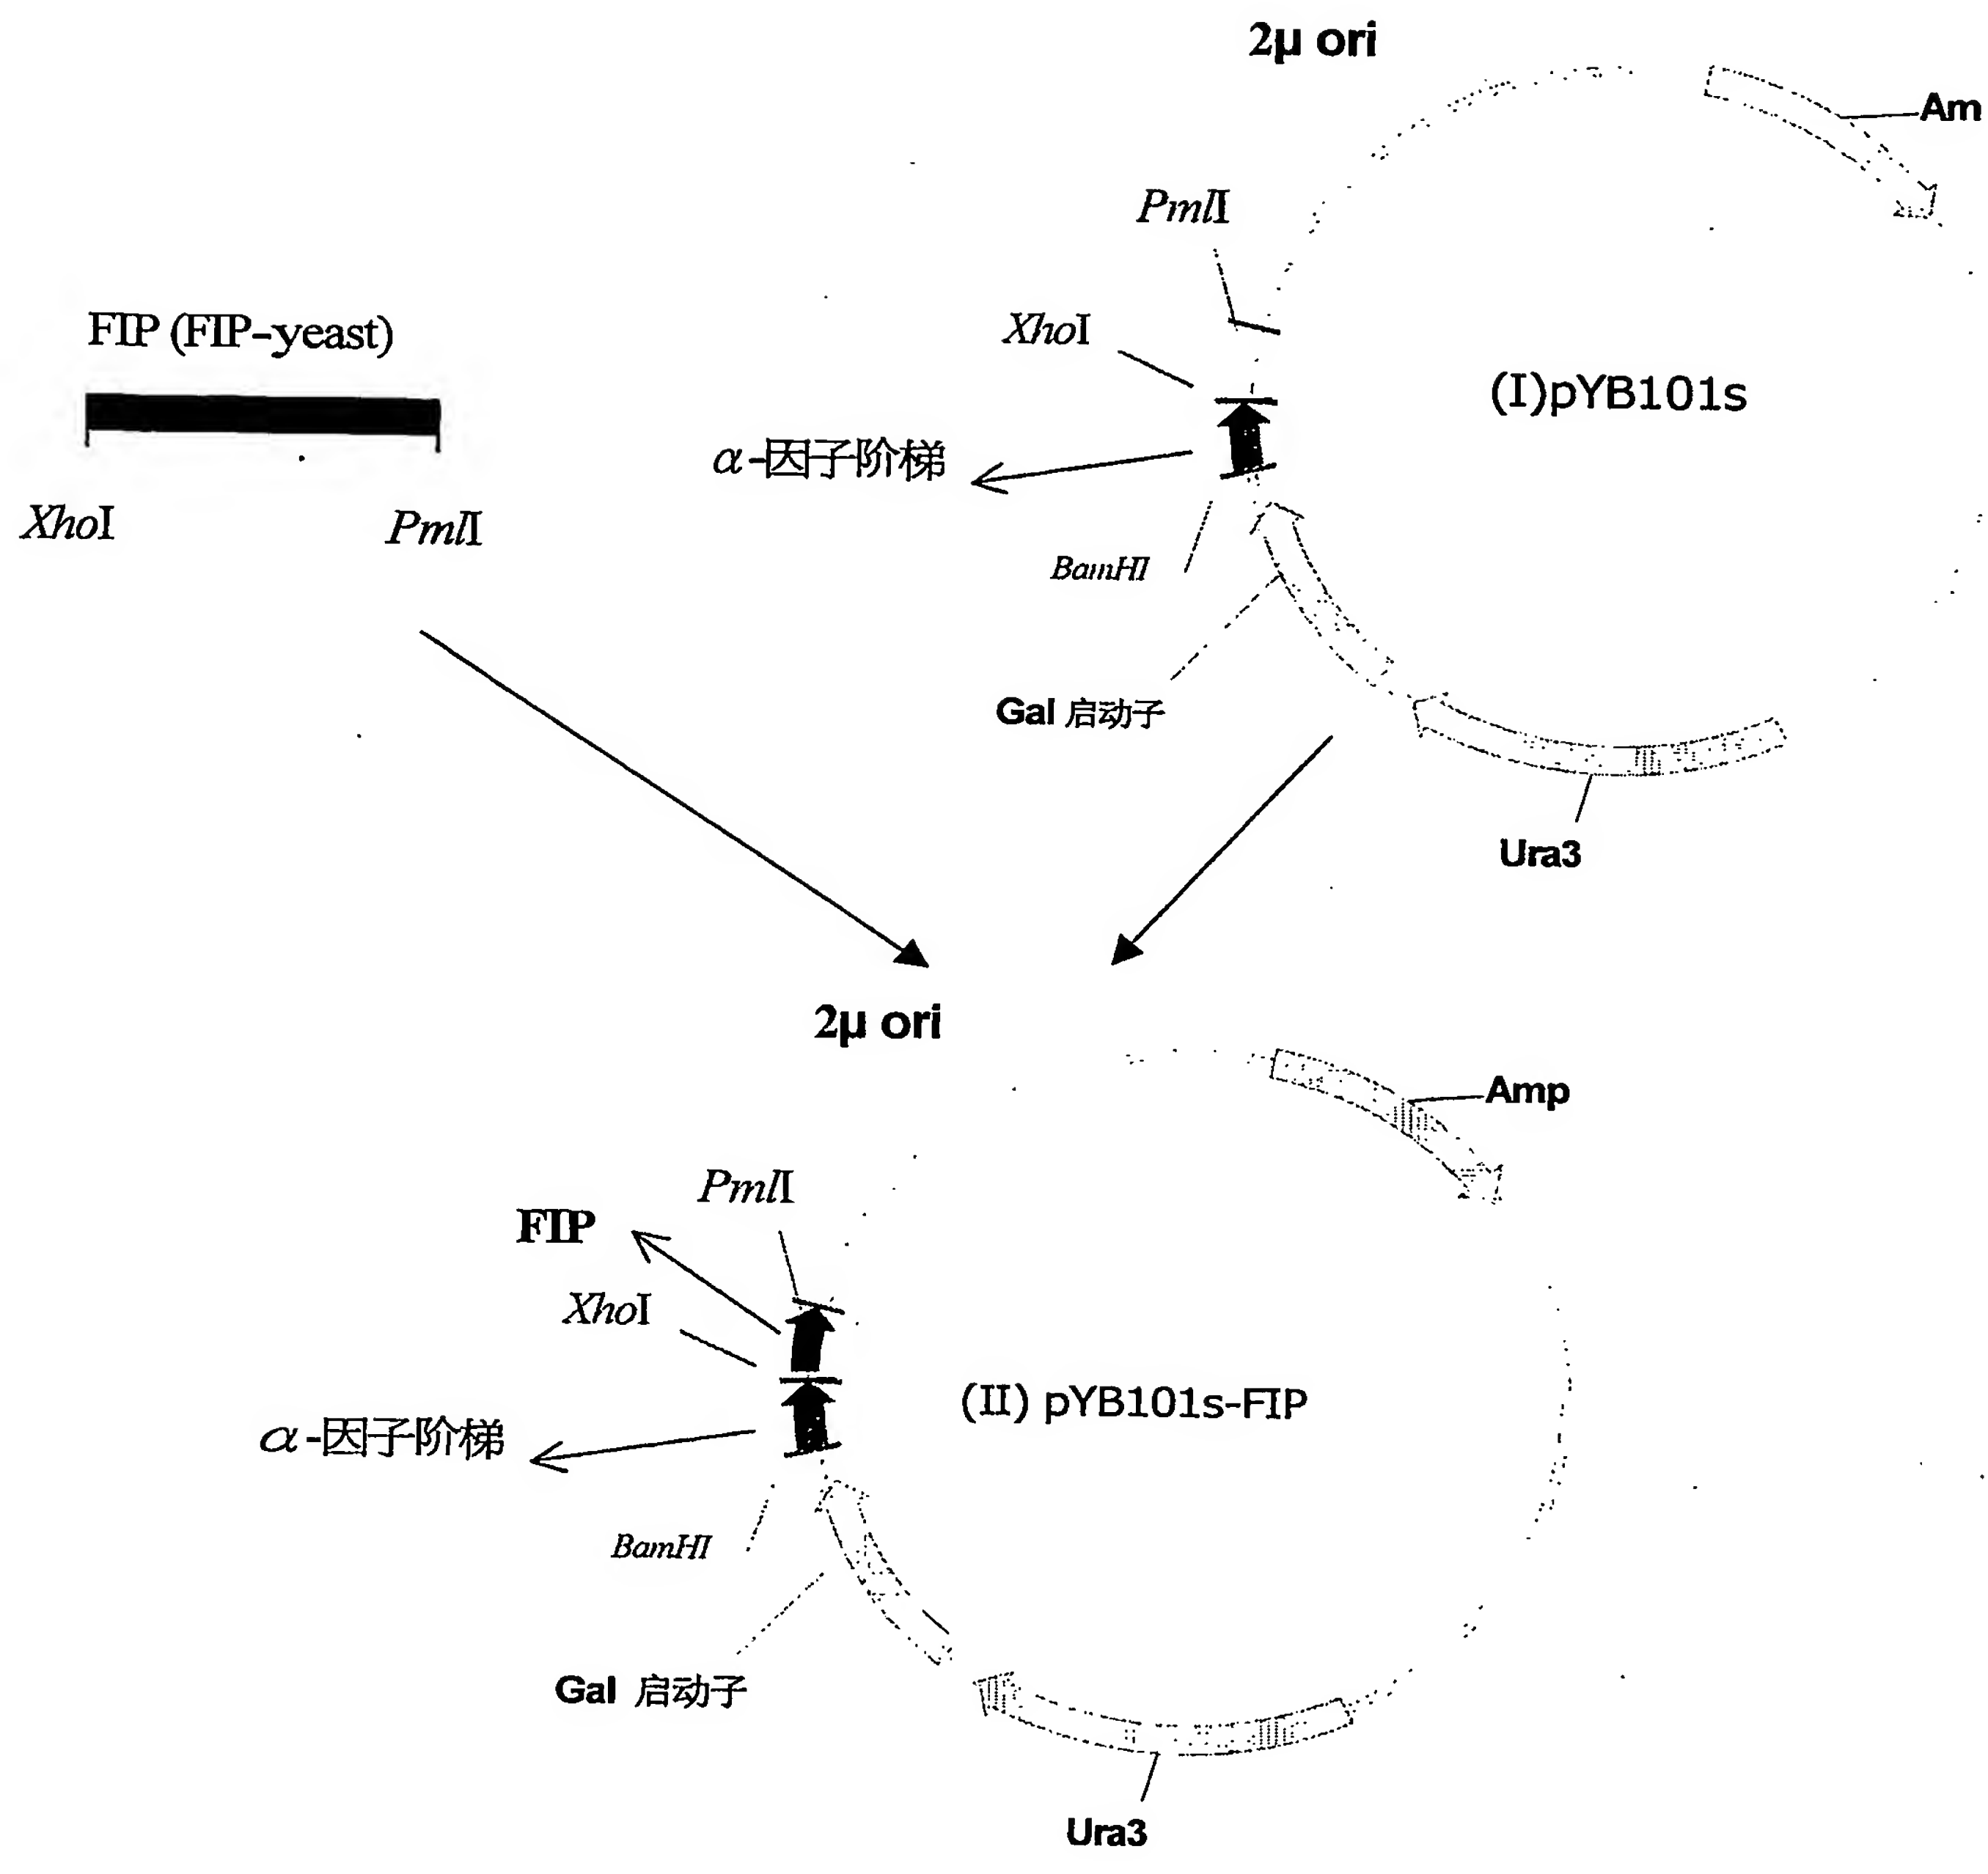 2μ ori
Am
PmlI
XhoI
FIP (FIP-yeast)
(I)pYB101s
α-因子阶梯
XhoI
PmlI
BamHI
Gal 启动子
Ura3
2μ ori
Amp
PmlI
FIP
XhoI
(II) pYB101s-FIP
α-因子阶梯
BamHI
Gal 启动子
Ura3